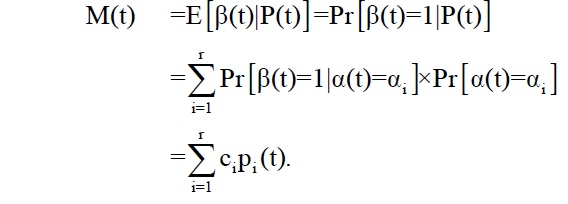 M(t) =E[β(t)|P(t)]=Pr[β(t)=1|P(t)]
=∑_{i=1}^{r} Pr[β(t)=1|α(t)=α_i]×Pr[α(t)=α_i]
=∑_{i=1}^{r} c_i p_i(t).